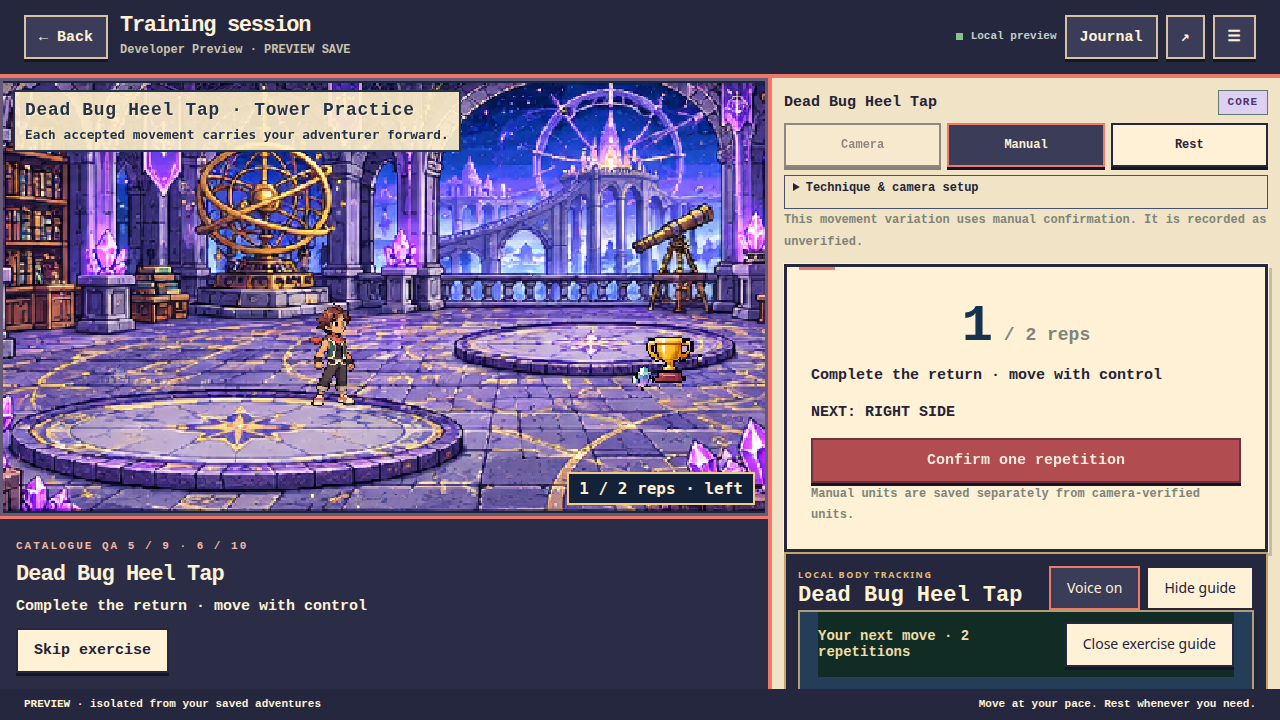 ← Back
Training session
Developer Preview · PREVIEW SAVE
Local preview
Journal
↗
☰
Dead Bug Heel Tap · Tower Practice
Each accepted movement carries your adventurer forward.
1 / 2 reps · left
CATALOGUE QA 5 / 9 · 6 / 10
Dead Bug Heel Tap
Complete the return · move with control
Skip exercise
Dead Bug Heel Tap
CORE
Camera
Manual
Rest
Technique & camera setup
This movement variation uses manual confirmation. It is recorded as
unverified.
1 / 2 reps
Complete the return · move with control
NEXT: RIGHT SIDE
Confirm one repetition
Manual units are saved separately from camera-verified
units.
LOCAL BODY TRACKING
Dead Bug Heel Tap
Voice on
Hide guide
Your next move · 2
repetitions
Close exercise guide
PREVIEW · isolated from your saved adventures
Move at your pace. Rest whenever you need.